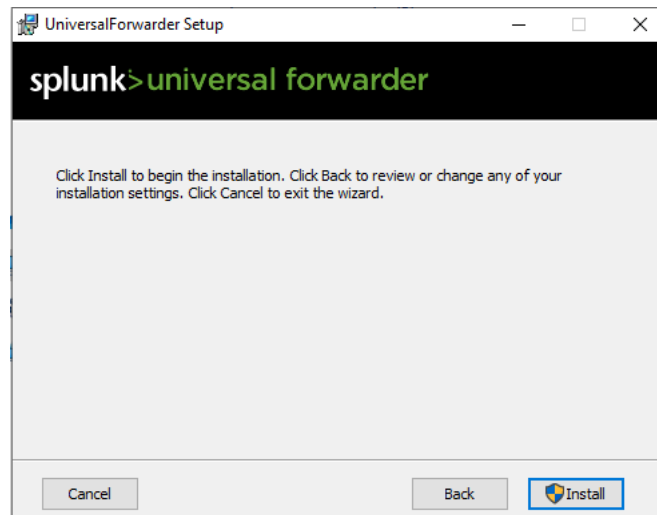 UniversalForwarder Setup
splunk>universal forwarder
Click Install to begin the installation. Click Back to review or change any of your
installation settings. Click Cancel to exit the wizard.
Cancel
Back
Install